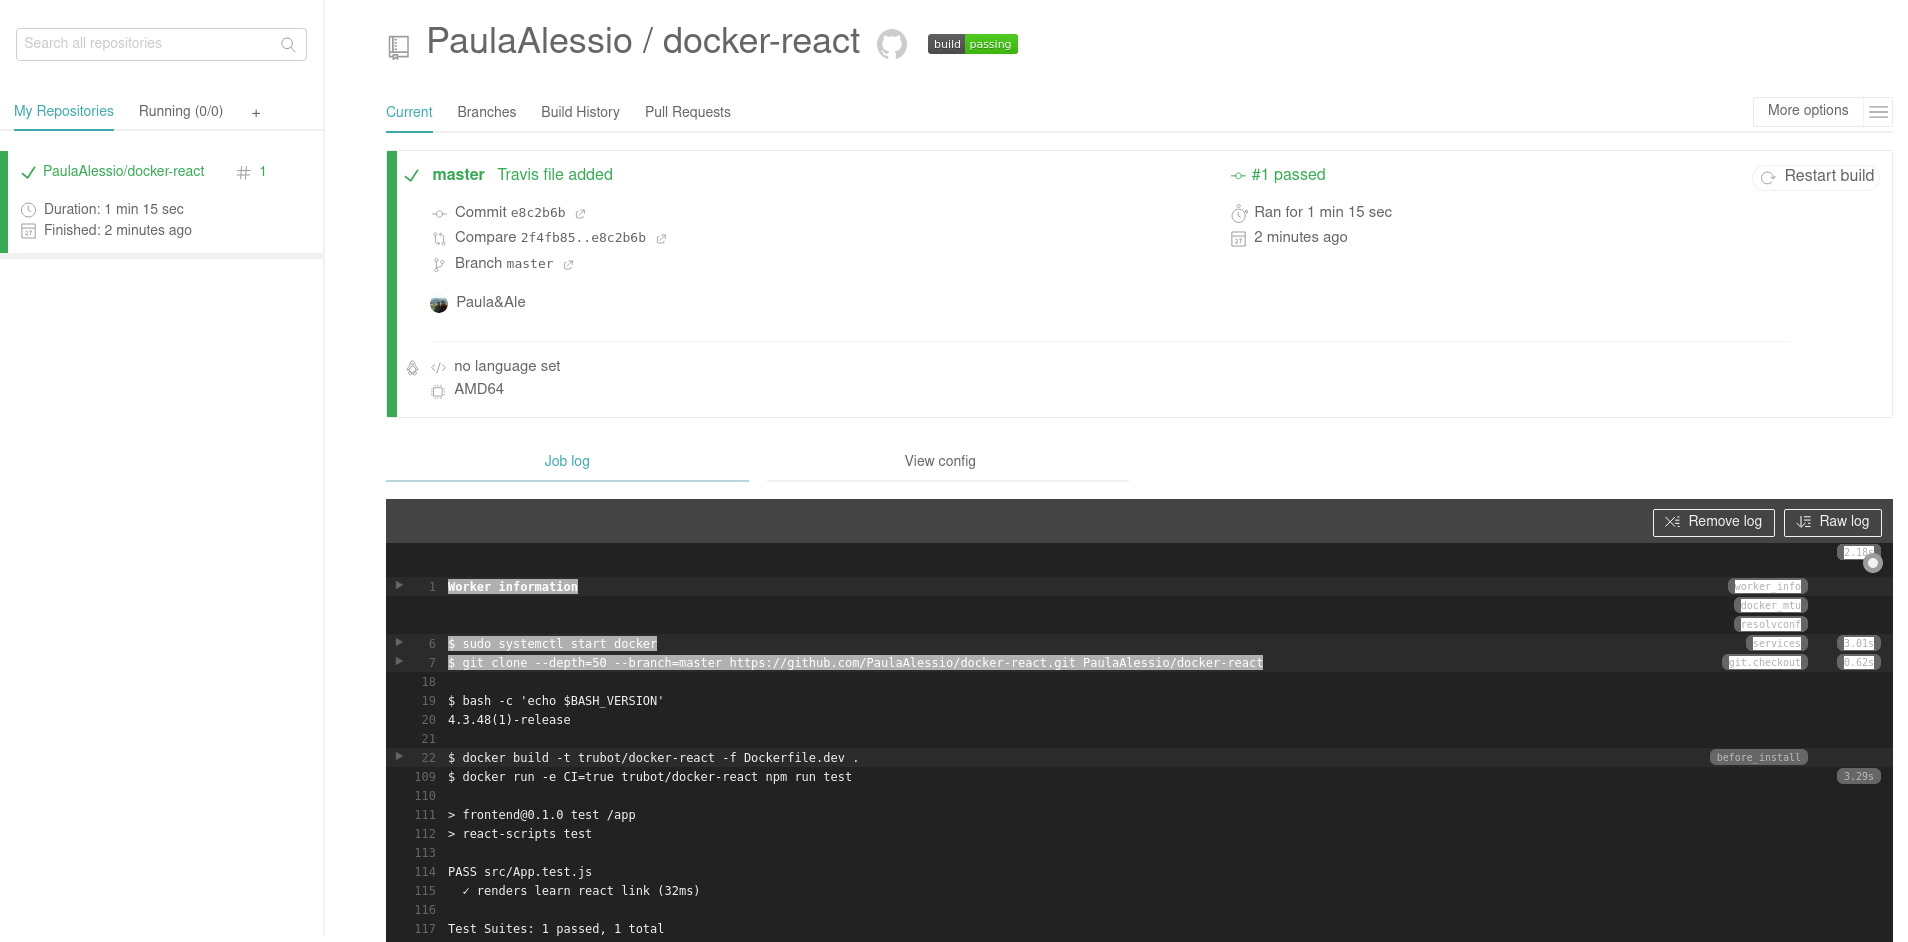 Search all repositories
My Repositories Running (0/0) +
PaulaAlessio/docker-react # 1
Duration: 1 min 15 sec
Finished: 2 minutes ago
PaulaAlessio / docker-react build passing
Current Branches Build History Pull Requests More options
master Travis file added
Commit e8c2b6b
Compare 2f4fb85..e8c2b6b
Branch master
Paula&Ale
#1 passed
Ran for 1 min 15 sec
2 minutes ago
Restart build
no language set
AMD64
Job log View config
Remove log Raw log
2.18s
1 Worker information worker_info
docker_mtu
resolvconf
6 $ sudo systemctl start docker services 3.01s
7 $ git clone --depth=50 --branch=master https://github.com/PaulaAlessio/docker-react.git PaulaAlessio/docker-react git.checkout 0.62s
18
19 $ bash -c 'echo $BASH_VERSION'
20 4.3.48(1)-release
21
22 $ docker build -t trubot/docker-react -f Dockerfile.dev . before_install
109 $ docker run -e CI=true trubot/docker-react npm run test 3.29s
110
111 > frontend@0.1.0 test /app
112 > react-scripts test
113
114 PASS src/App.test.js
115 ✓ renders learn react link (32ms)
116
117 Test Suites: 1 passed, 1 total